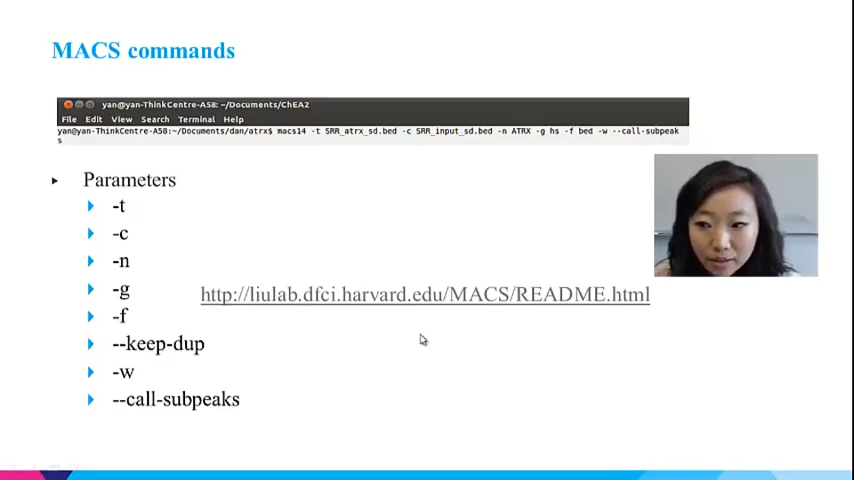 MACS commands
yan@yan-ThinkCentre-A58: ~/Documents/ChEA2
File Edit View Search Terminal Help
yan@yan-ThinkCentre-A58:~/Documents/dan/atrx$ macs14 -t SRR_atrx_sd.bed -c SRR_input_sd.bed -n ATRX -g hs -f bed -w --call-subpeak
s
Parameters
-t
-c
-n
-g
http://liulab.dfci.harvard.edu/MACS/README.html
-f
--keep-dup
-w
--call-subpeaks